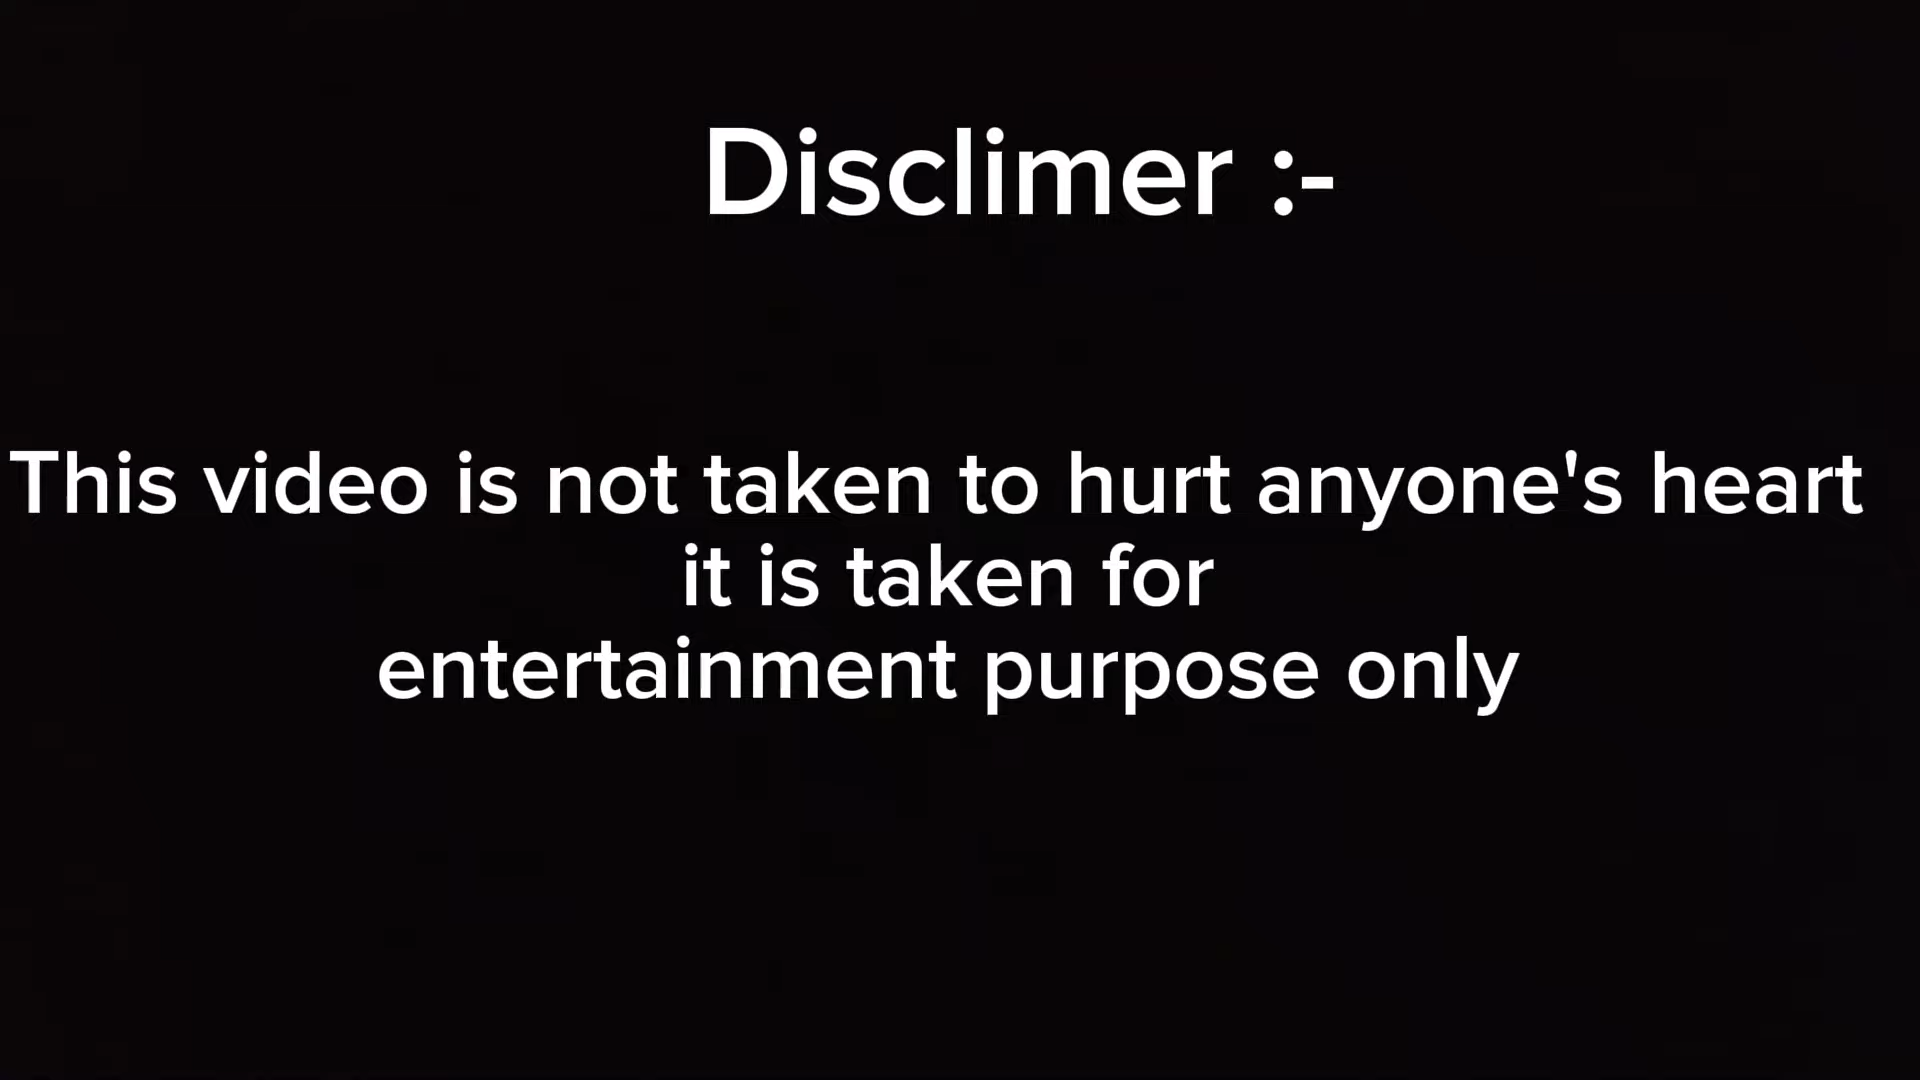 Disclimer :-
This video is not taken to hurt anyone's heart
it is taken for
entertainment purpose only